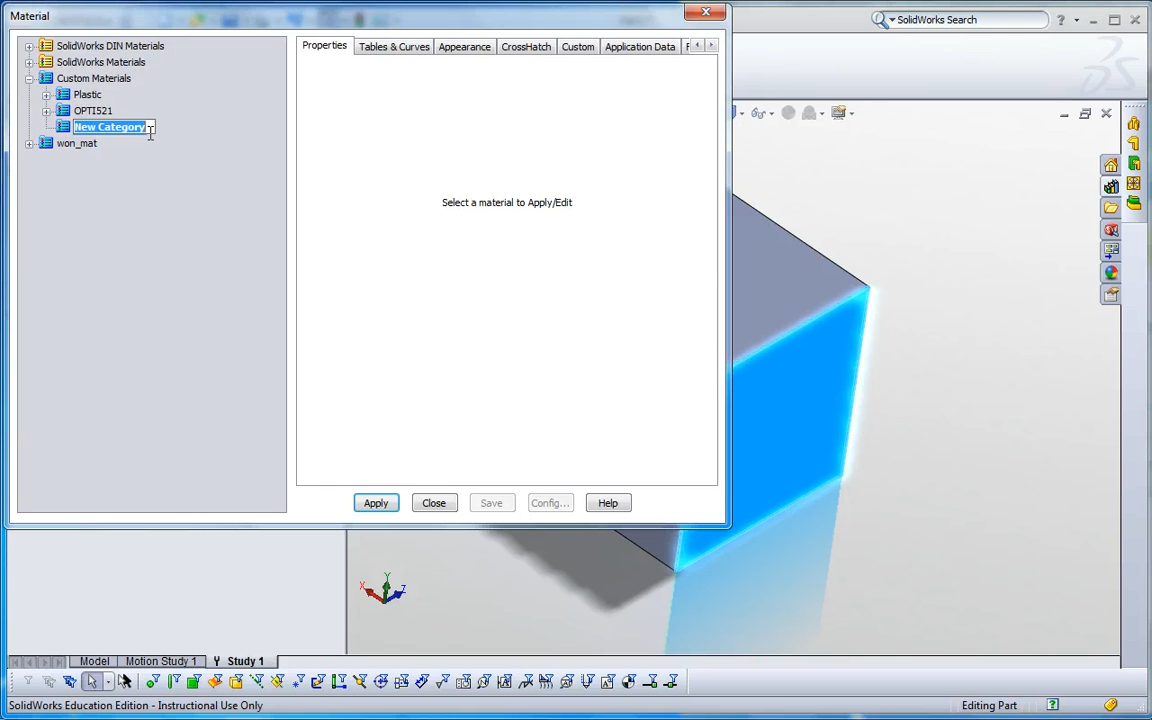 Material
SolidWorks Search
SolidWorks DIN Materials
SolidWorks Materials
Custom Materials
Plastic
OPTI521
New Category
won_mat
Properties
Tables & Curves
Appearance
CrossHatch
Custom
Application Data
Select a material to Apply/Edit
Apply
Close
Save
Config...
Help
Y
X
Z
Model
Motion Study 1
Study 1
SolidWorks Education Edition - Instructional Use Only
Editing Part